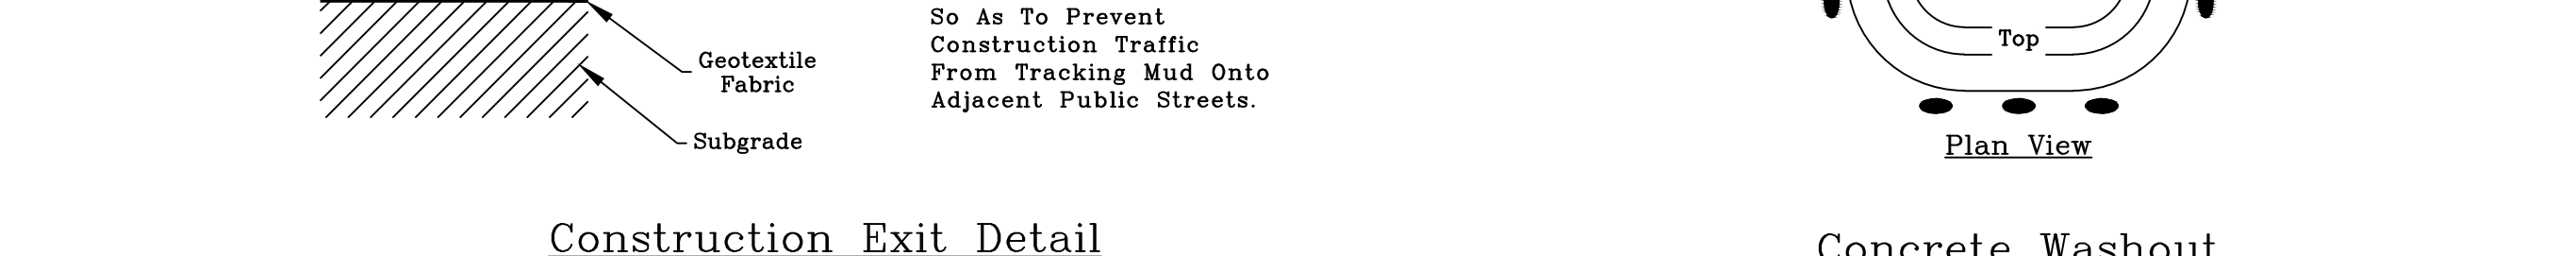 So As To Prevent
Construction Traffic
From Tracking Mud Onto
Adjacent Public Streets.
Geotextile
Fabric
Subgrade
Construction Exit Detail
Top
Plan View
Concrete Washout